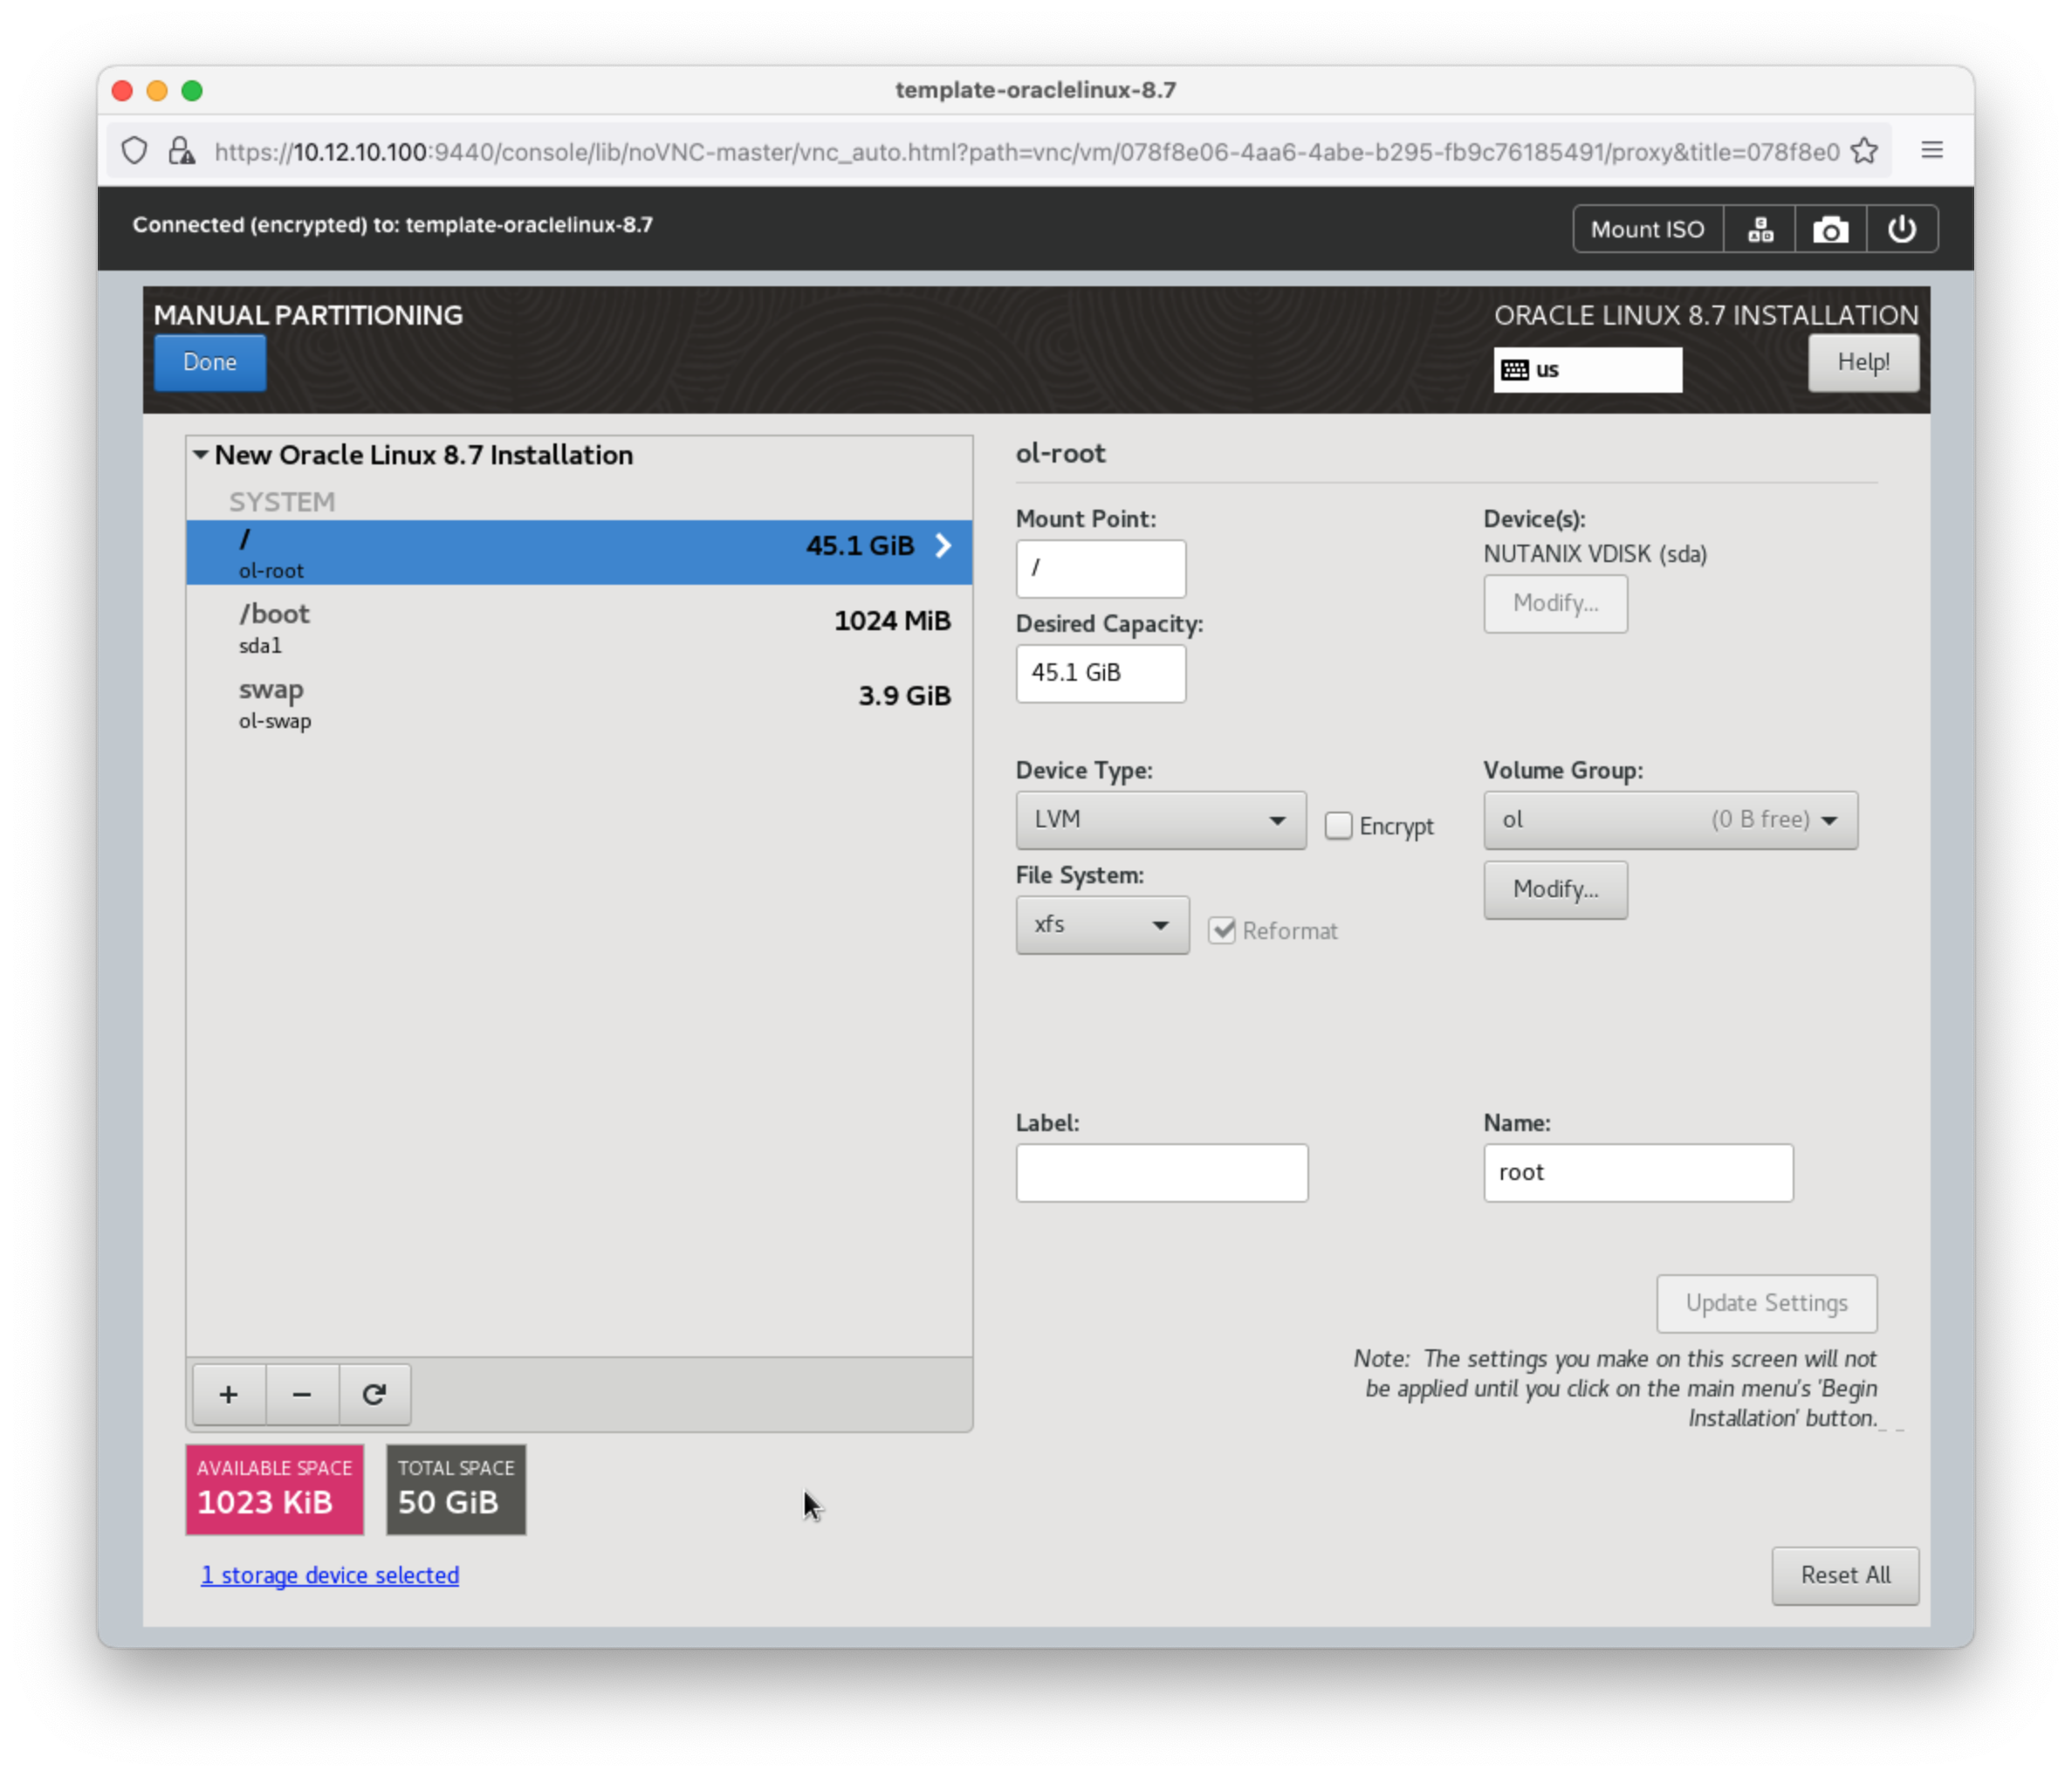 template-oraclelinux-8.7
https://10.12.10.100:9440/console/lib/noVNC-master/vnc_auto.html?path=vnc/vm/078f8e06-4aa6-4abe-b295-fb9c76185491/proxy&title=078f8e0
Connected (encrypted) to: template-oraclelinux-8.7
Mount ISO
MANUAL PARTITIONING
ORACLE LINUX 8.7 INSTALLATION
Done
us
Help!
New Oracle Linux 8.7 Installation
SYSTEM
/ 45.1 GiB
ol-root
/boot 1024 MiB
sda1
swap 3.9 GiB
ol-swap
+ −
AVAILABLE SPACE
1023 KiB
TOTAL SPACE
50 GiB
1 storage device selected
ol-root
Mount Point:
/
Desired Capacity:
45.1 GiB
Device(s):
NUTANIX VDISK (sda)
Modify...
Device Type:
LVM
Encrypt
Volume Group:
ol (0 B free)
Modify...
File System:
xfs
Reformat
Label:
Name:
root
Update Settings
Note: The settings you make on this screen will not
be applied until you click on the main menu's 'Begin
Installation' button.
Reset All